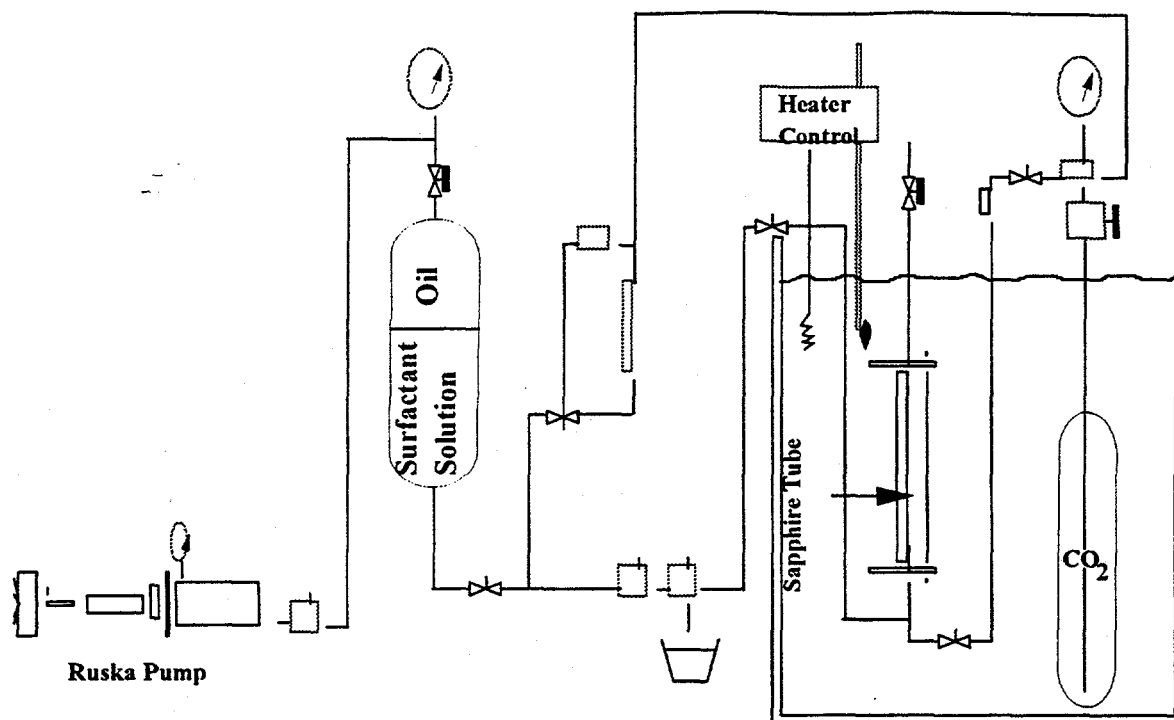 Heater
Control
Oil
Surfactant
Solution
Sapphire Tube
CO₂
Ruska Pump